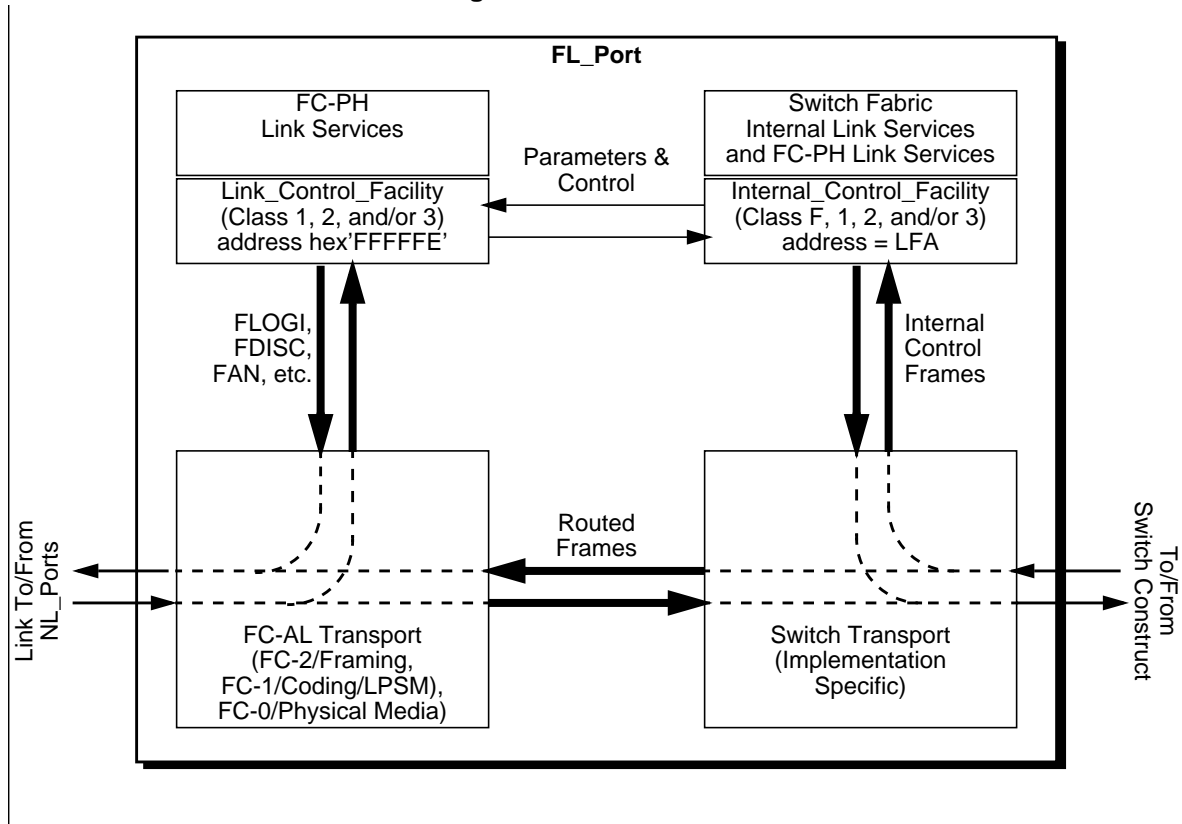 FL_Port
FC-PH
Link Services
Switch Fabric
Internal Link Services
and FC-PH Link Services
Parameters &
Control
Link_Control_Facility
(Class 1, 2, and/or 3)
address hex'FFFFFE'
Internal_Control_Facility
(Class F, 1, 2, and/or 3)
address = LFA
FLOGI,
FDISC,
FAN, etc.
Internal
Control
Frames
Routed
Frames
Link To/From
NL_Ports
To/From
Switch Construct
FC-AL Transport
(FC-2/Framing,
FC-1/Coding/LPSM),
FC-0/Physical Media)
Switch Transport
(Implementation
Specific)